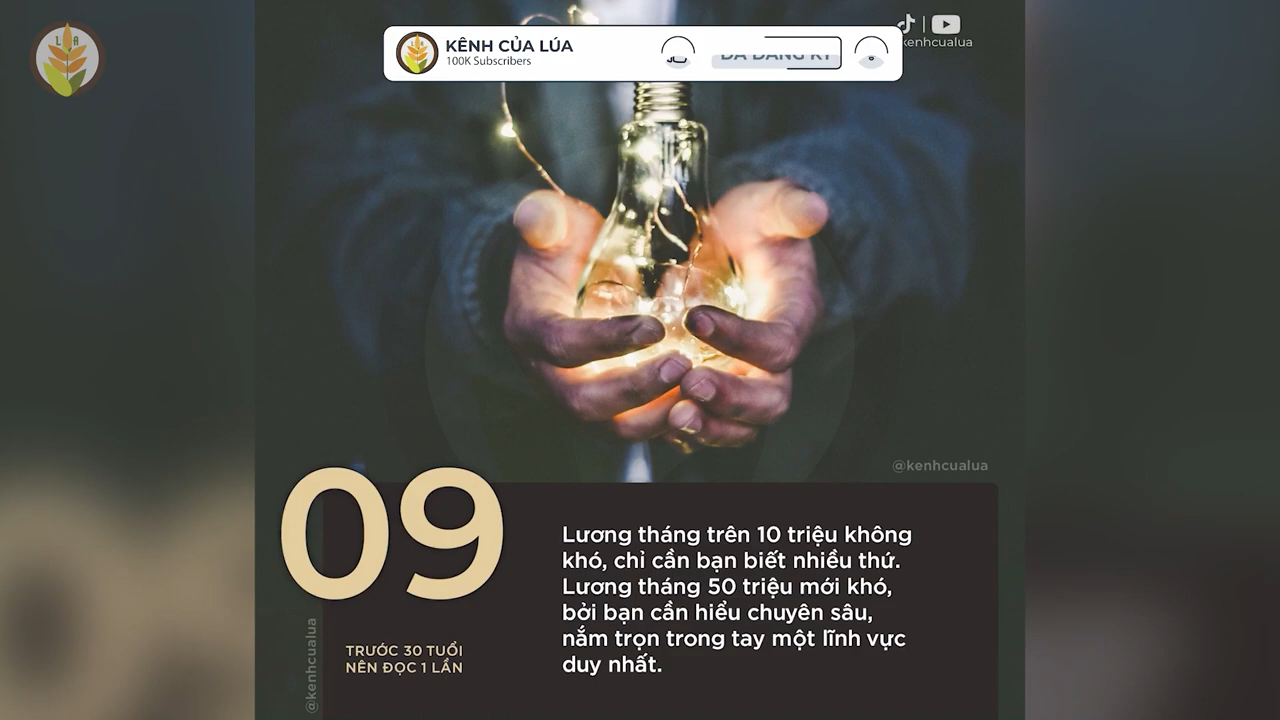 LÚA
KÊNH CỦA LÚA
100K Subscribers
kenhcualua
@kenhcualua
09
Lương tháng trên 10 triệu không
khó, chỉ cần bạn biết nhiều thứ.
Lương tháng 50 triệu mới khó,
bởi bạn cần hiểu chuyên sâu,
nắm trọn trong tay một lĩnh vực
duy nhất.
TRƯỚC 30 TUỔI
NÊN ĐỌC 1 LẦN
@kenhcualua